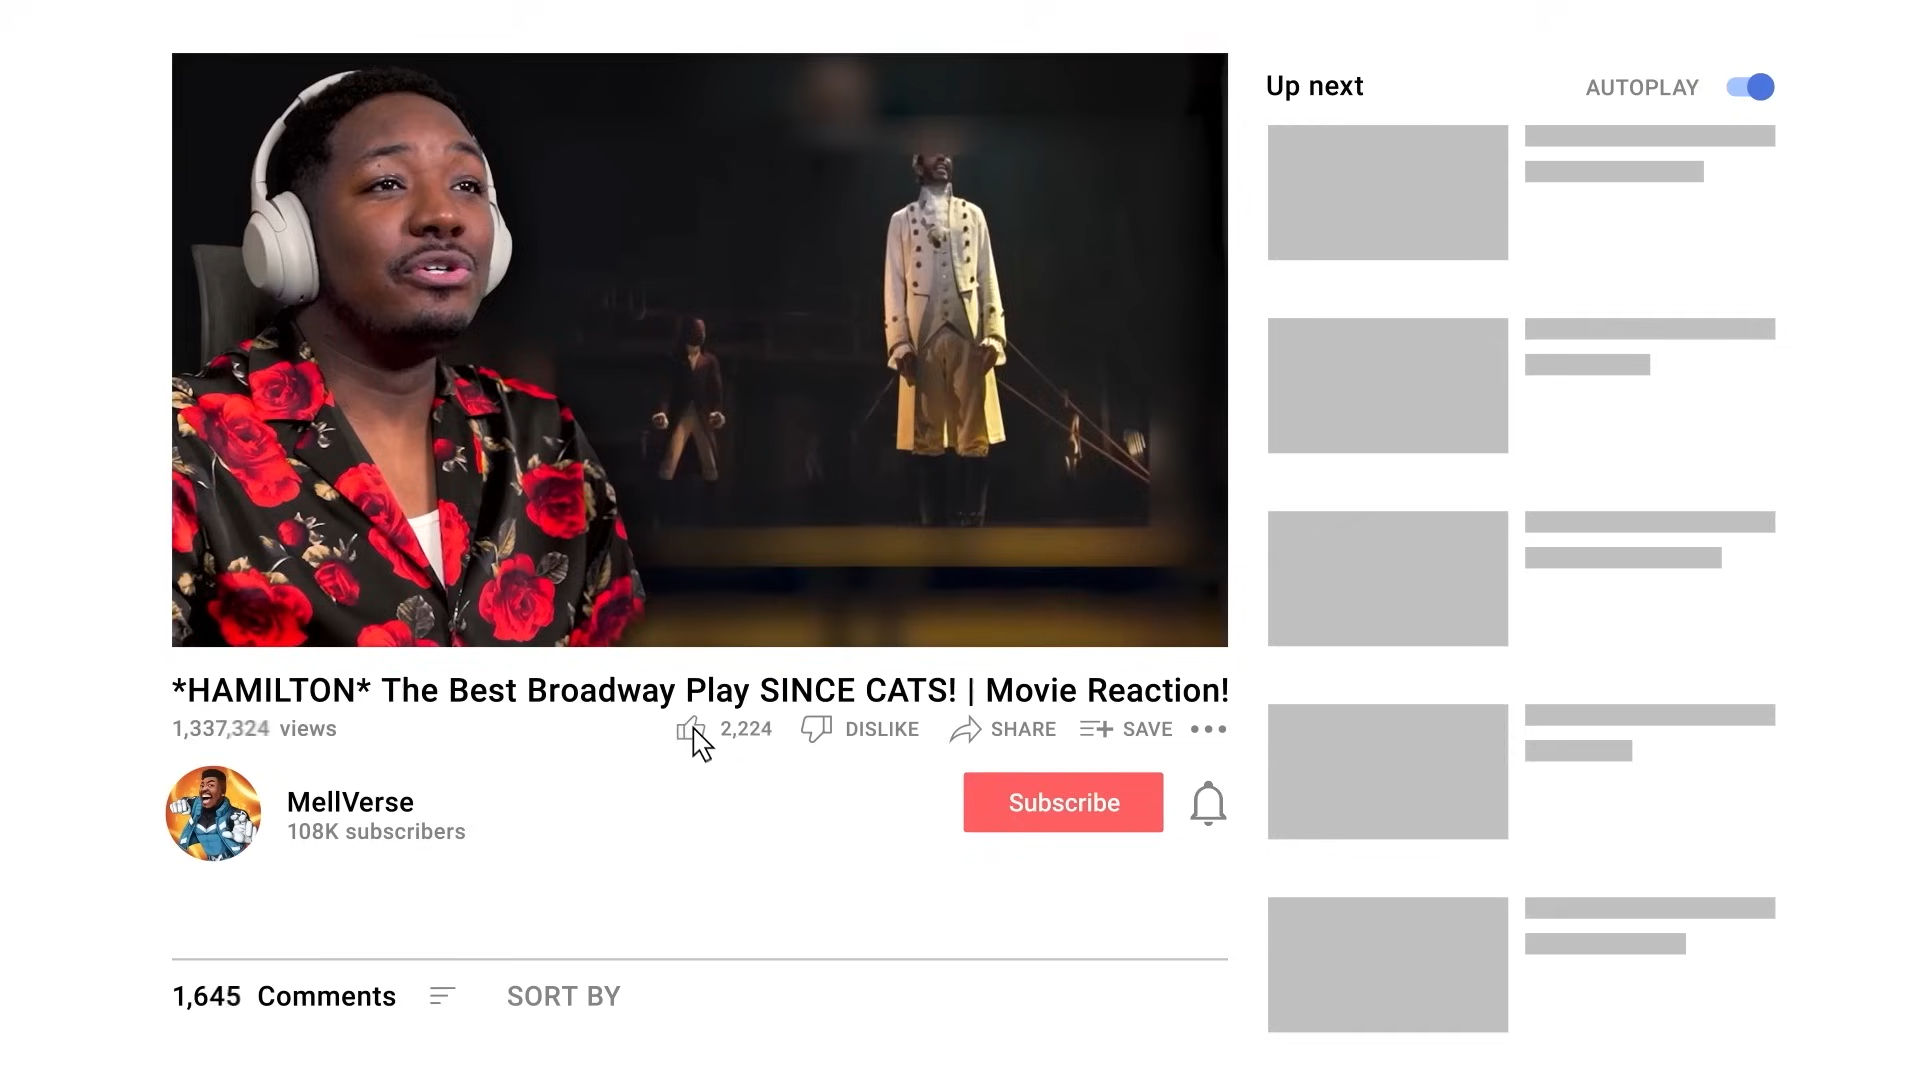 Up next
AUTOPLAY
*HAMILTON* The Best Broadway Play SINCE CATS! | Movie Reaction!
1,337,324 views
2,224
DISLIKE
SHARE
SAVE
MellVerse
108K subscribers
Subscribe
1,645 Comments
SORT BY